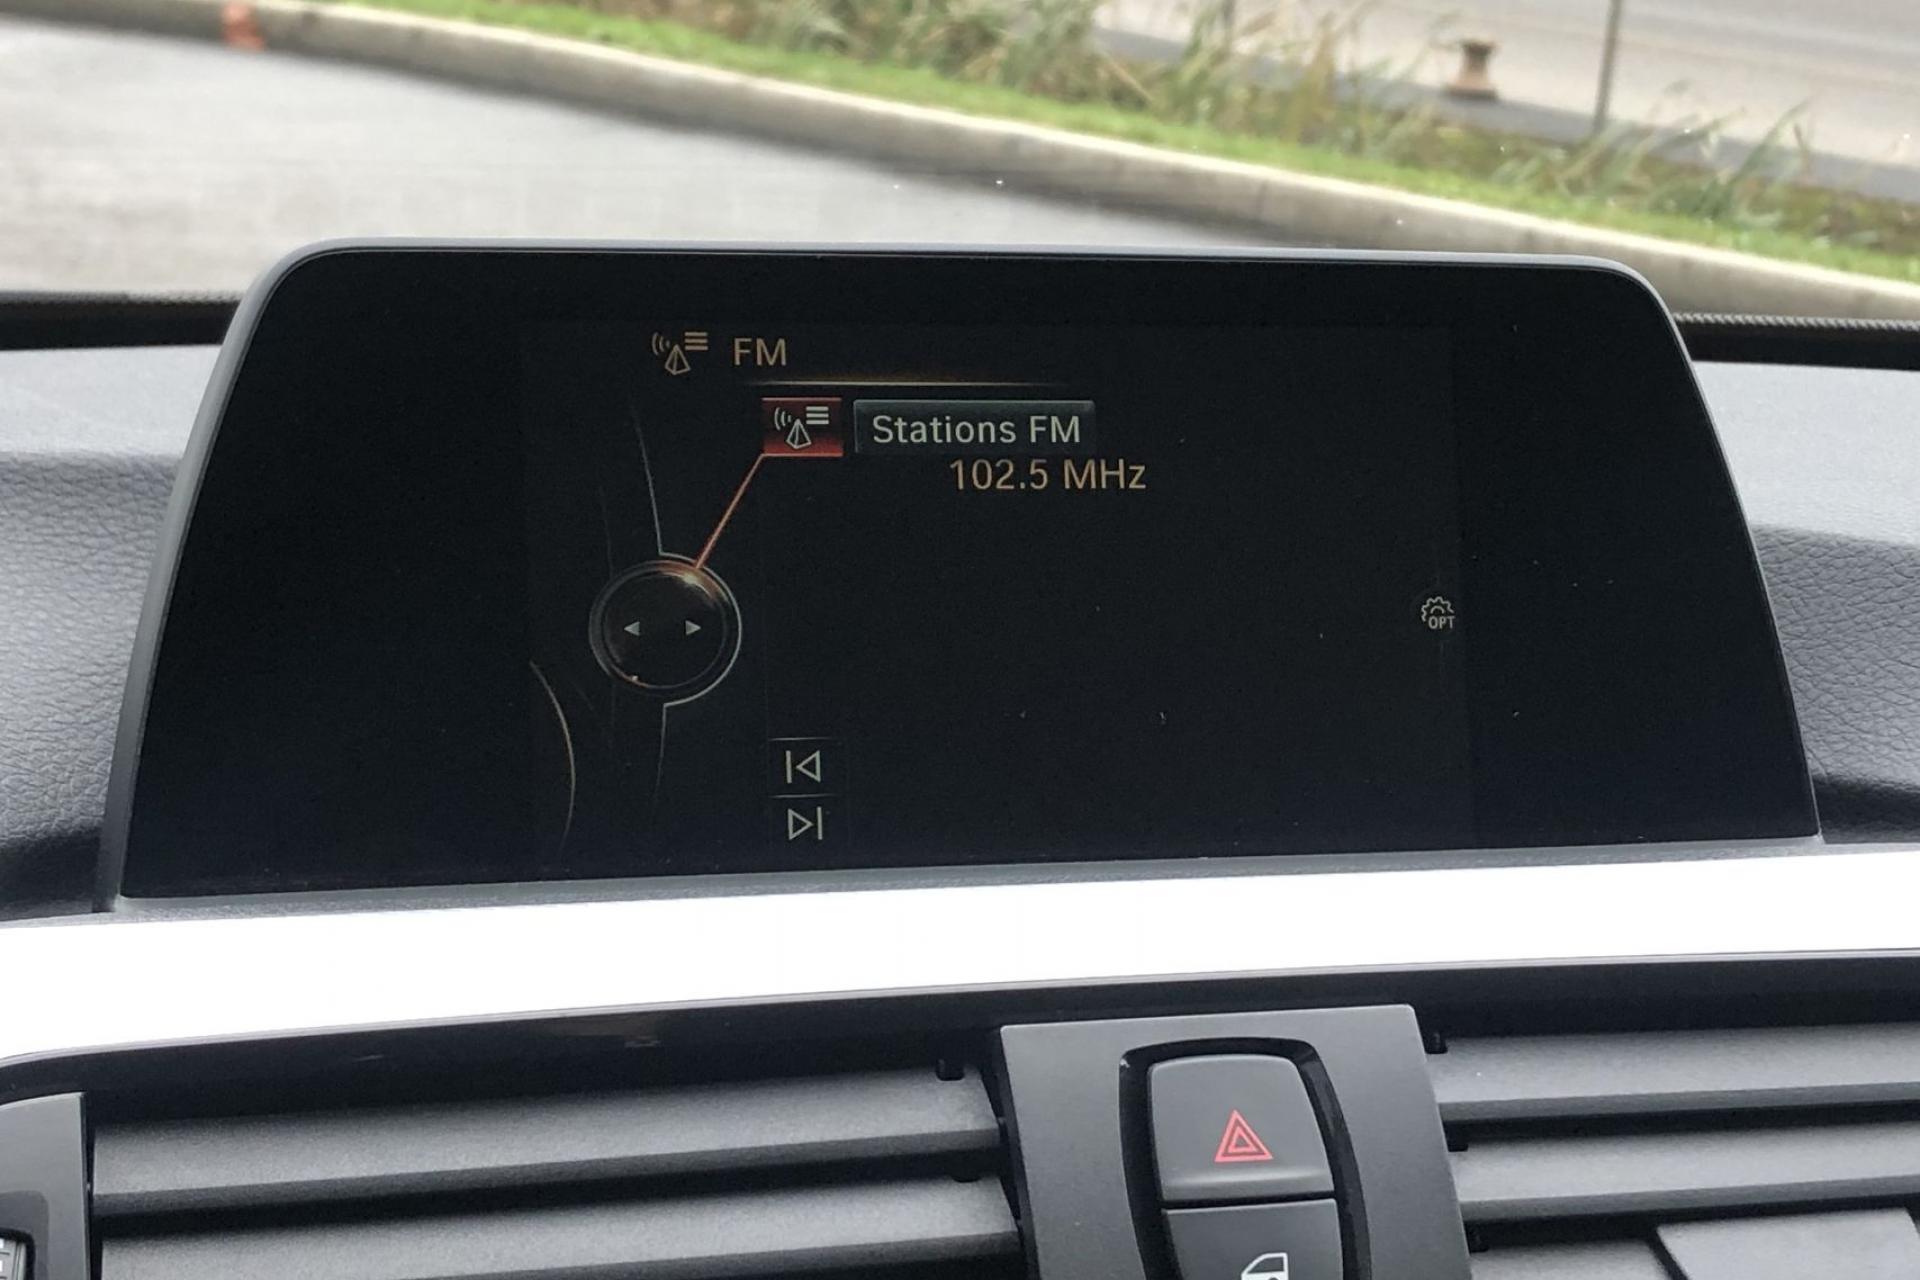 FM
Stations FM
102.5 MHz
OPT